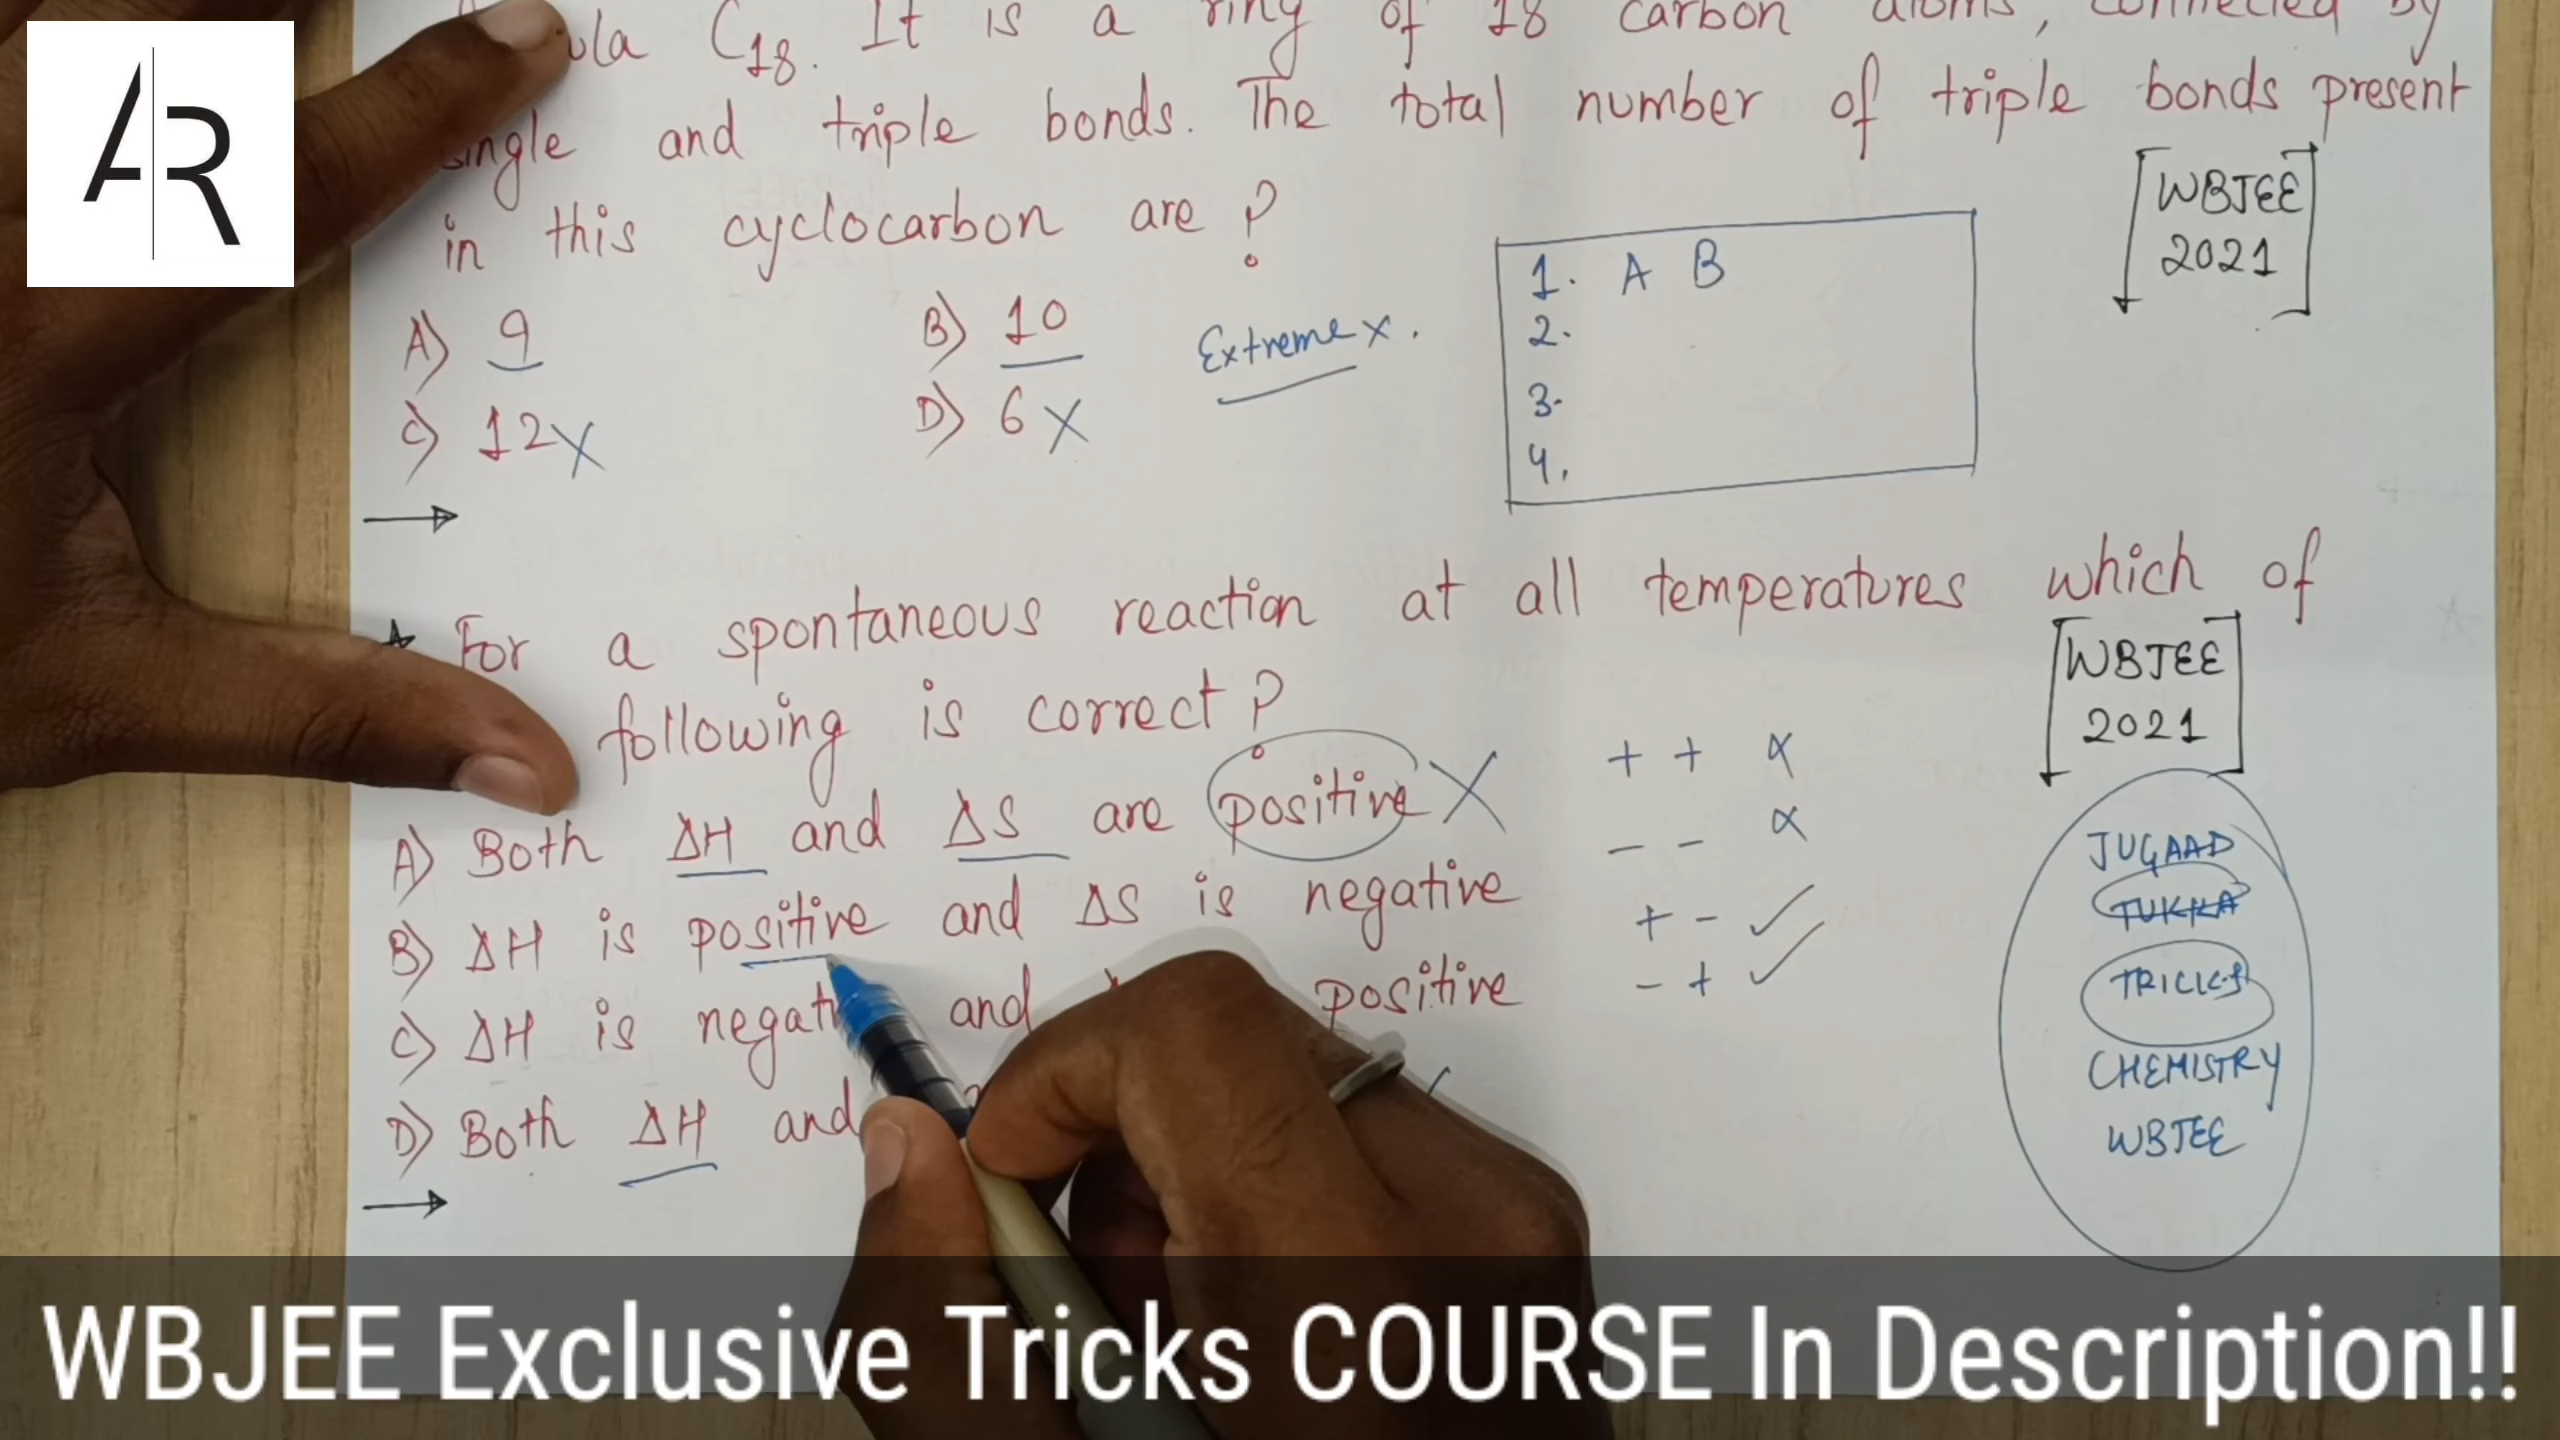 AR
C18. It is a ring of 18 carbon atoms, connected by
single and triple bonds. The total number of triple bonds present
in this cyclocarbon are ?
[WBJEE
2021]
A) 9
B) 10
Extreme x.
C) 12 X
D) 6 X
1. A B
2.
3.
4.
→
For a spontaneous reaction at all temperatures which of
following is correct ?
[WBJEE
2021]
A) Both ΔH and ΔS are positive X
B) ΔH is positive and ΔS is negative
C) ΔH is and positive
D) Both ΔH and
→
+ +
- -
+ - ✓
- + ✓
JUGAAD
TUKKA
TRICKS
CHEMISTRY
WBJEE
WBJEE Exclusive Tricks COURSE In Description!!